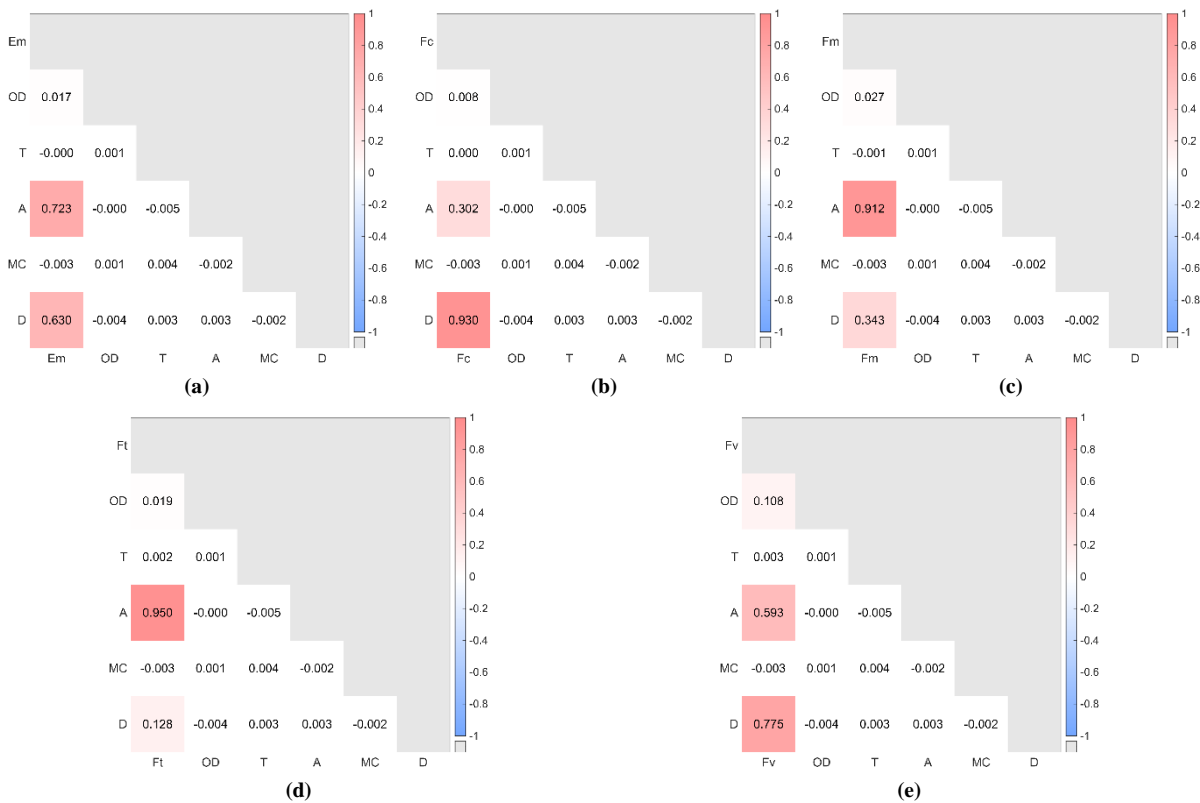 Em
OD 0.017
T -0.000 0.001
A 0.723 -0.000 -0.005
MC -0.003 0.001 0.004 -0.002
D 0.630 -0.004 0.003 0.003 -0.002
Em OD T A MC D
1
0.8
0.6
0.4
0.2
0
-0.2
-0.4
-0.6
-0.8
-1
(a)
Fc
OD 0.008
T 0.000 0.001
A 0.302 -0.000 -0.005
MC -0.003 0.001 0.004 -0.002
D 0.930 -0.004 0.003 0.003 -0.002
Fc OD T A MC D
1
0.8
0.6
0.4
0.2
0
-0.2
-0.4
-0.6
-0.8
-1
(b)
Fm
OD 0.027
T -0.001 0.001
A 0.912 -0.000 -0.005
MC -0.003 0.001 0.004 -0.002
D 0.343 -0.004 0.003 0.003 -0.002
Fm OD T A MC D
1
0.8
0.6
0.4
0.2
0
-0.2
-0.4
-0.6
-0.8
-1
(c)
Ft
OD 0.019
T 0.002 0.001
A 0.950 -0.000 -0.005
MC -0.003 0.001 0.004 -0.002
D 0.128 -0.004 0.003 0.003 -0.002
Ft OD T A MC D
1
0.8
0.6
0.4
0.2
0
-0.2
-0.4
-0.6
-0.8
-1
(d)
Fv
OD 0.108
T 0.003 0.001
A 0.593 -0.000 -0.005
MC -0.003 0.001 0.004 -0.002
D 0.775 -0.004 0.003 0.003 -0.002
Fv OD T A MC D
1
0.8
0.6
0.4
0.2
0
-0.2
-0.4
-0.6
-0.8
-1
(e)